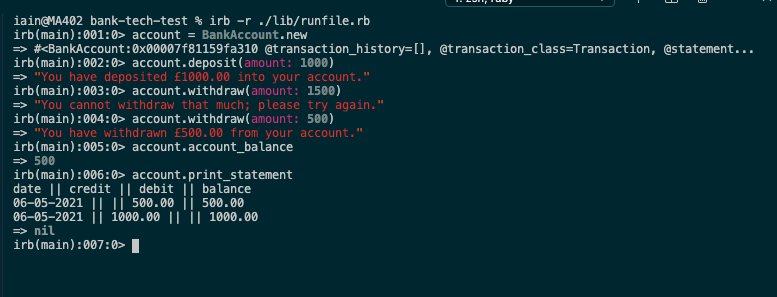 1: zsh, ruby
iain@MA402 bank-tech-test % irb -r ./lib/runfile.rb
irb(main):001:0> account = BankAccount.new
=> #<BankAccount:0x00007f81159fa310 @transaction_history=[], @transaction_class=Transaction, @statement...
irb(main):002:0> account.deposit(amount: 1000)
=> "You have deposited £1000.00 into your account."
irb(main):003:0> account.withdraw(amount: 1500)
=> "You cannot withdraw that much; please try again."
irb(main):004:0> account.withdraw(amount: 500)
=> "You have withdrawn £500.00 from your account."
irb(main):005:0> account.account_balance
=> 500
irb(main):006:0> account.print_statement
date || credit || debit || balance
06-05-2021 || || 500.00 || 500.00
06-05-2021 || 1000.00 || || 1000.00
=> nil
irb(main):007:0>